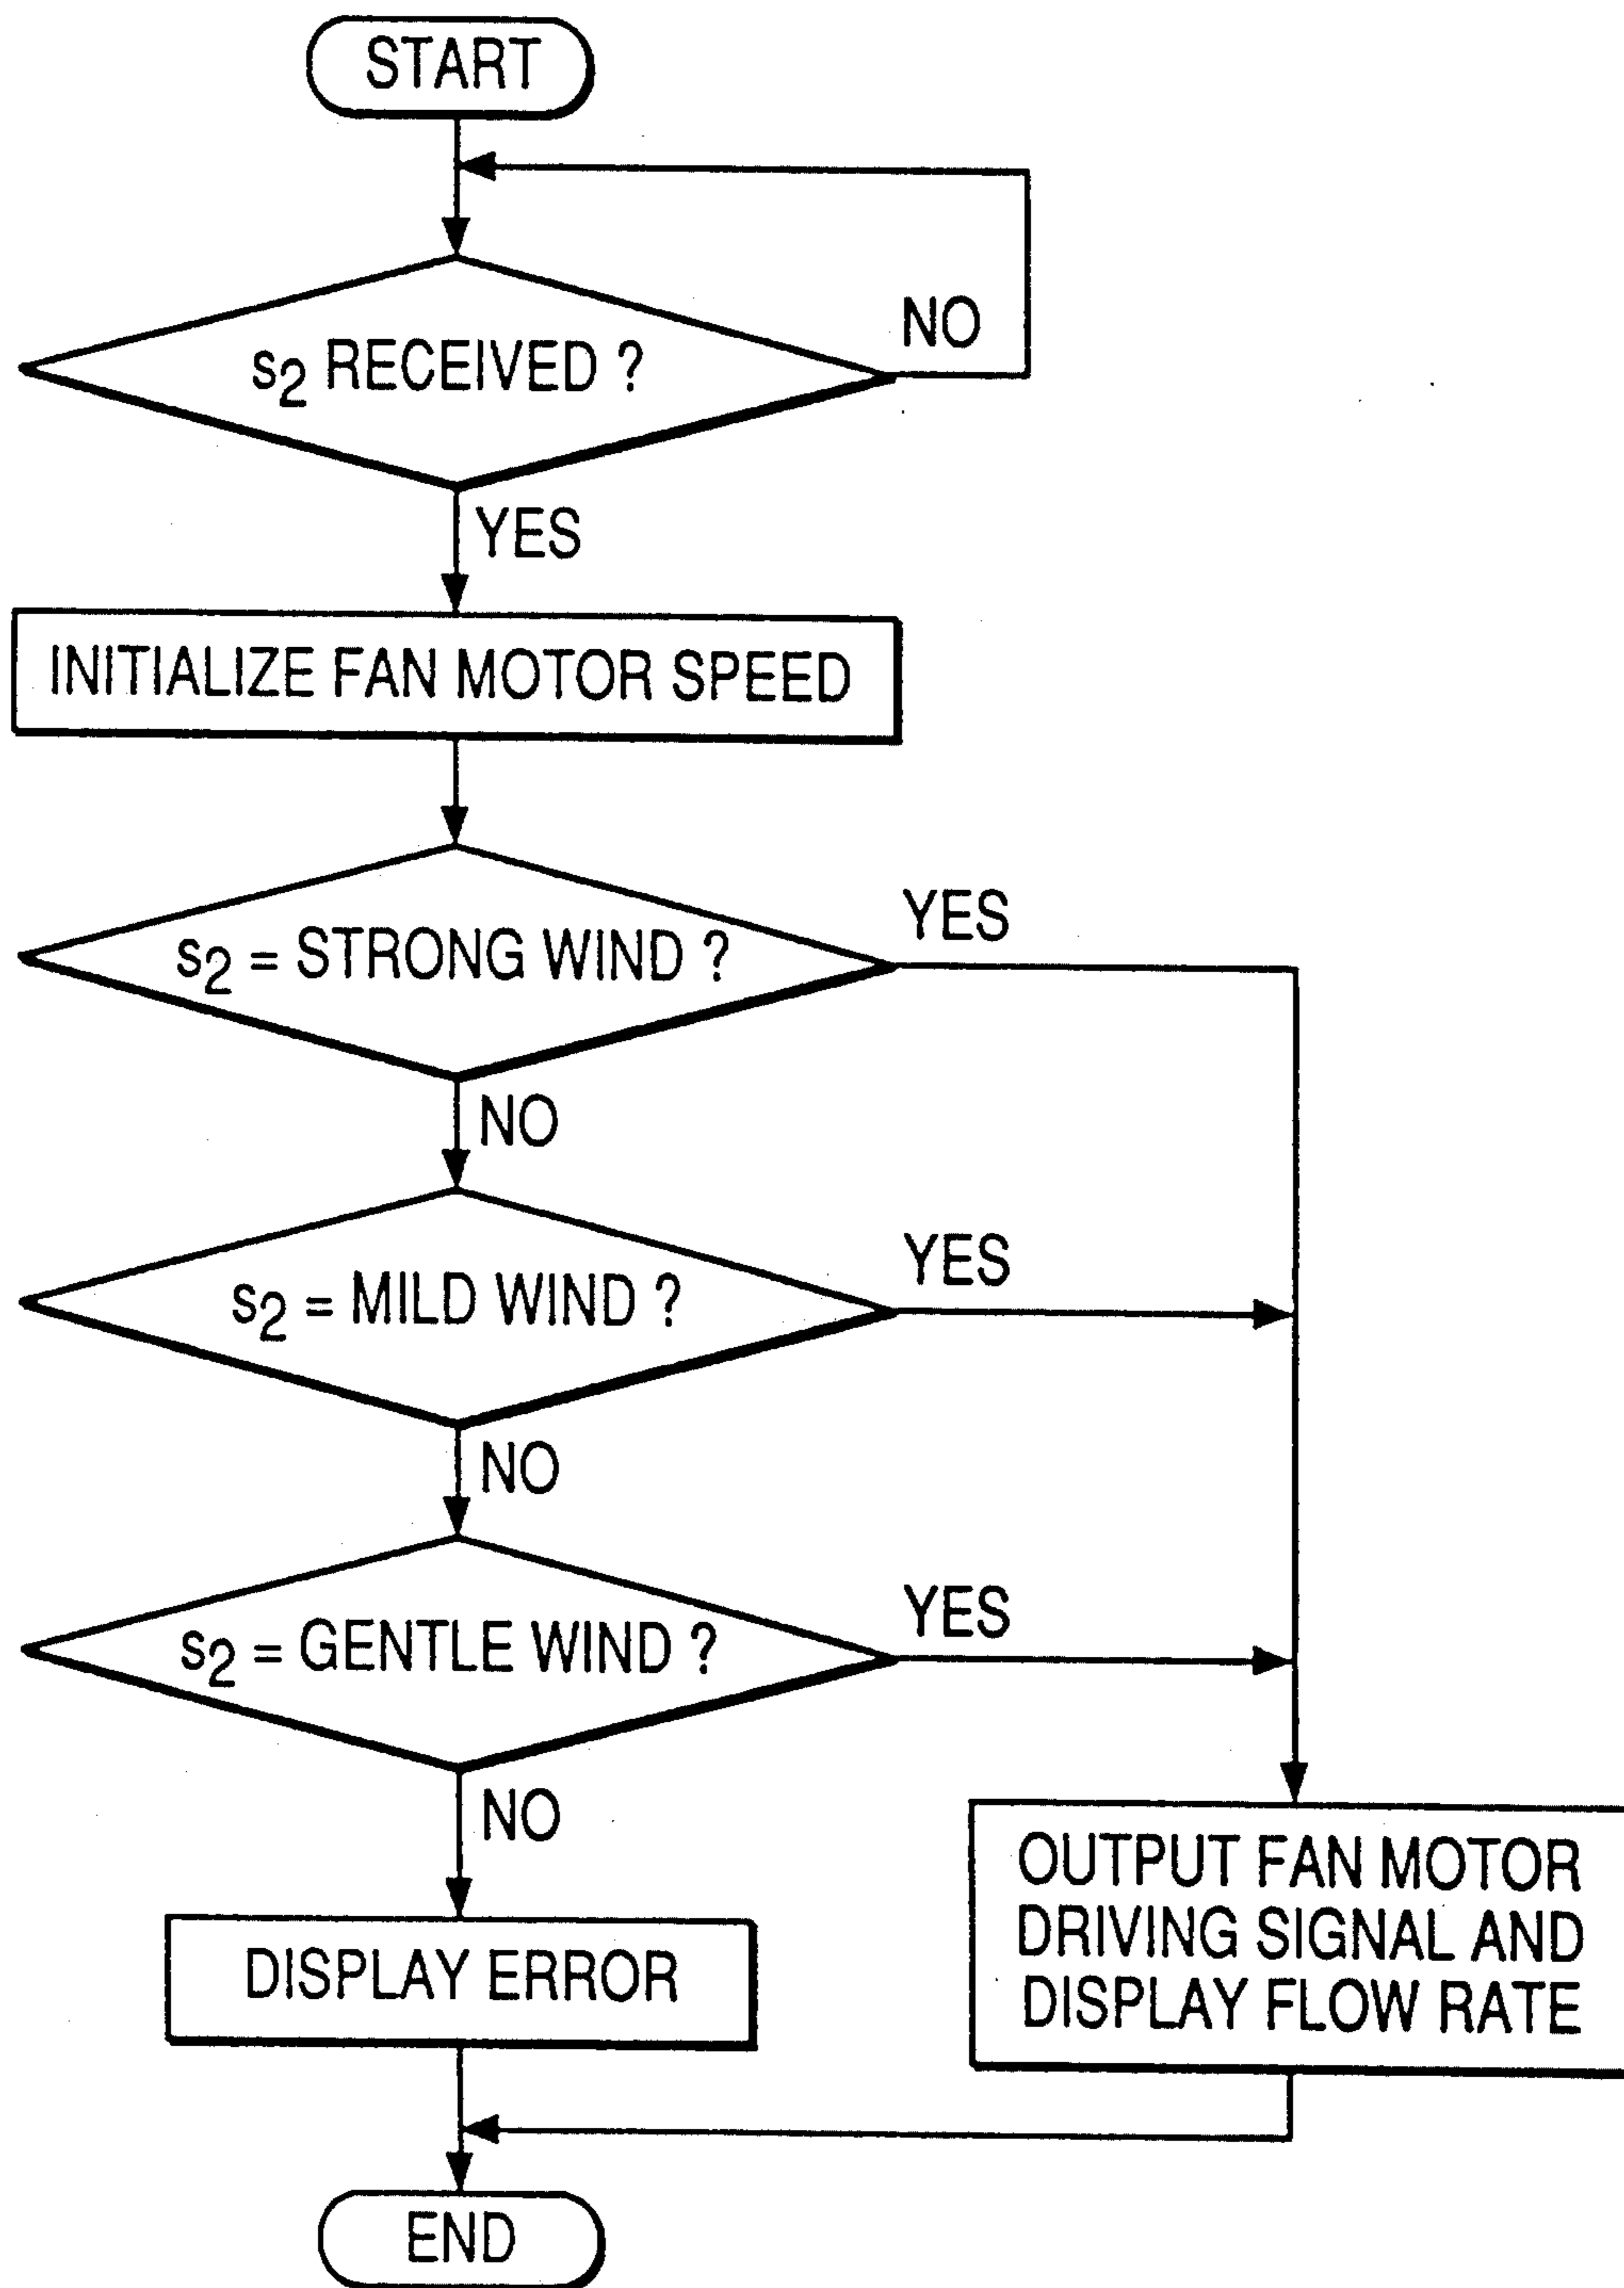 START
NO
s₂ RECEIVED ?
YES
INITIALIZE FAN MOTOR SPEED
YES
s₂ = STRONG WIND ?
NO
YES
s₂ = MILD WIND ?
NO
YES
s₂ = GENTLE WIND ?
NO
OUTPUT FAN MOTOR
DRIVING SIGNAL AND
DISPLAY FLOW RATE
DISPLAY ERROR
END